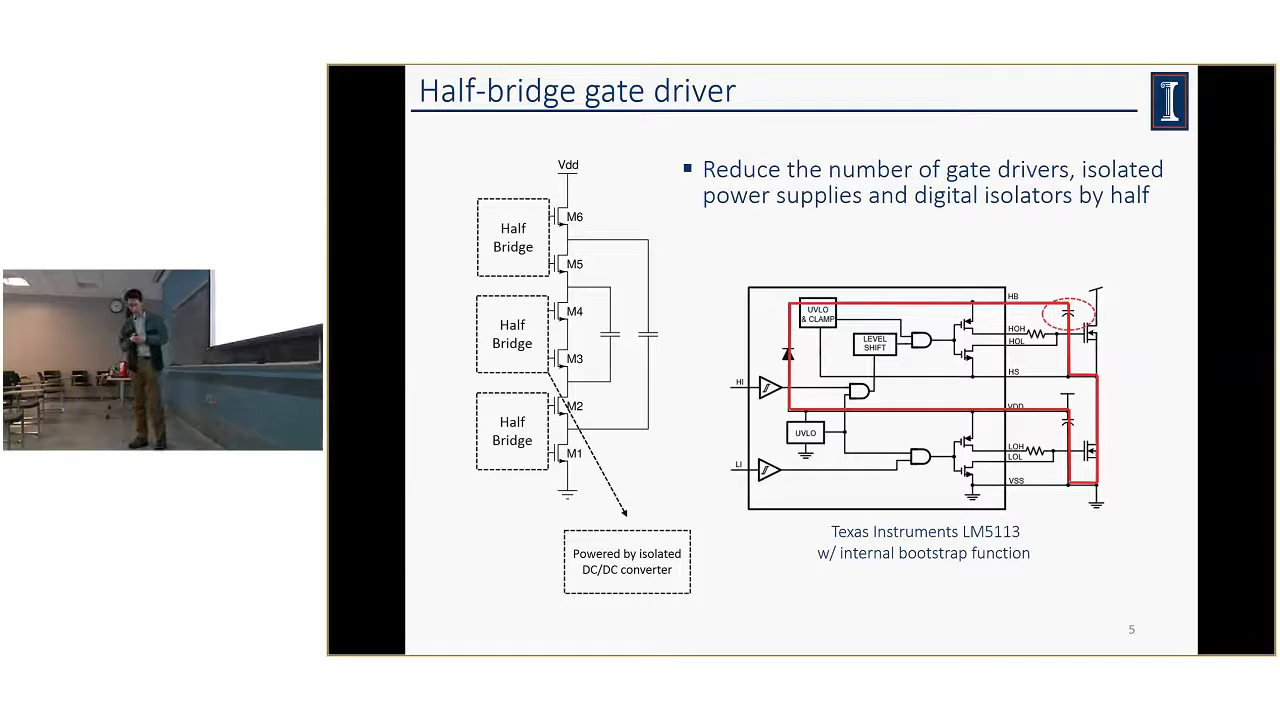 Half-bridge gate driver
I
▪ Reduce the number of gate drivers, isolated
power supplies and digital isolators by half
Vdd
M6
Half
Bridge
M5
M4
Half
Bridge
M3
M2
Half
Bridge
M1
Powered by isolated
DC/DC converter
HB
UVLO
& CLAMP
HOH
LEVEL
SHIFT
HOL
HS
HI
VDD
UVLO
LOH
LOL
LI
VSS
Texas Instruments LM5113
w/ internal bootstrap function
5